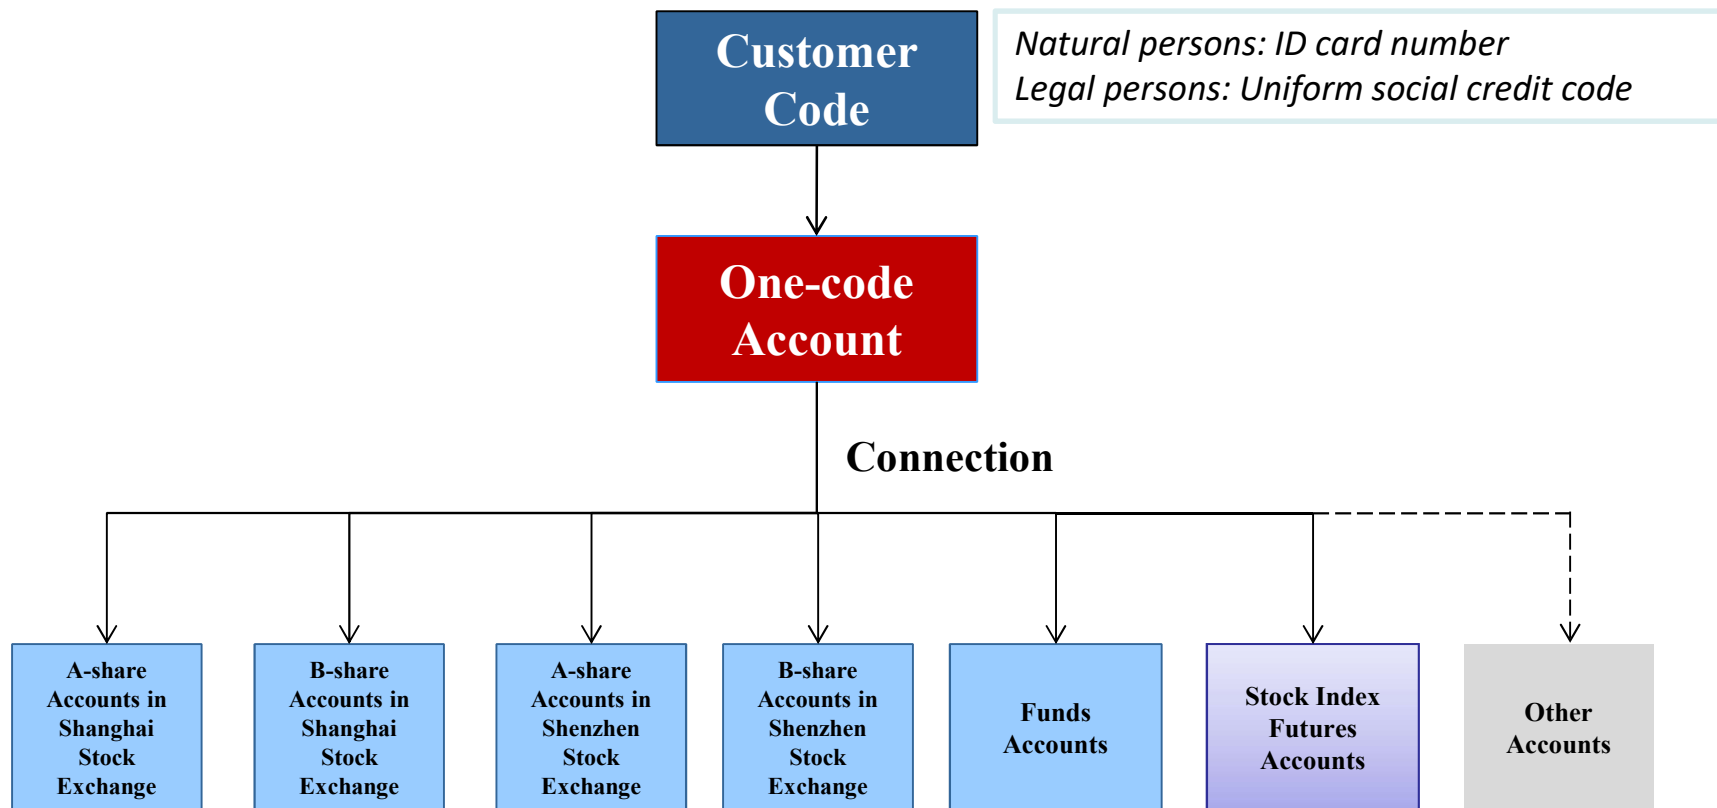 Customer
Code
Natural persons: ID card number
Legal persons: Uniform social credit code
One-code
Account
Connection
A-share
Accounts in
Shanghai
Stock
Exchange
B-share
Accounts in
Shanghai
Stock
Exchange
A-share
Accounts in
Shenzhen
Stock
Exchange
B-share
Accounts in
Shenzhen
Stock
Exchange
Funds
Accounts
Stock Index
Futures
Accounts
Other
Accounts